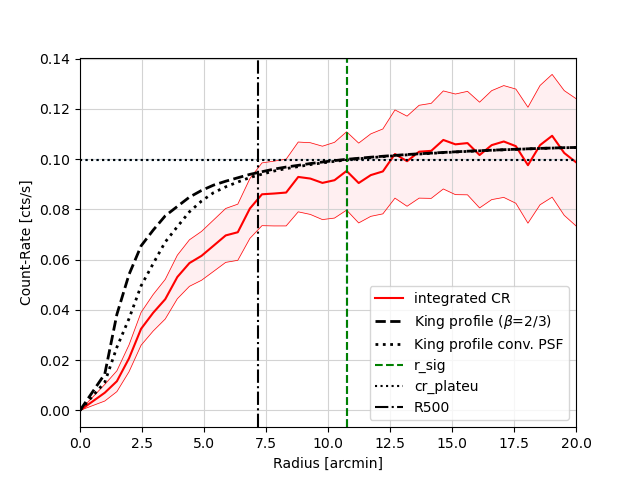 0.14
0.12
0.10
0.08
0.06
0.04
0.02
0.00
Count-Rate [cts/s]
integrated CR
King profile (β=2/3)
King profile conv. PSF
r_sig
cr_plateu
R500
0.0 2.5 5.0 7.5 10.0 12.5 15.0 17.5 20.0
Radius [arcmin]